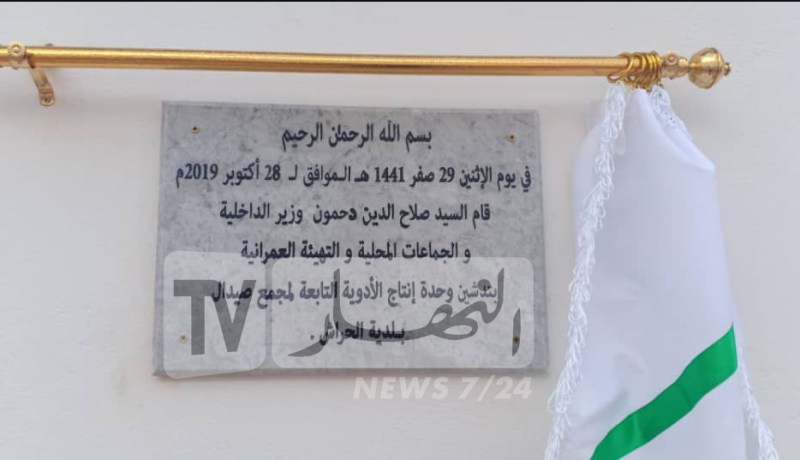 بسم الله الرحمان الرحيم
في يوم الإثنين 29 صفر 1441 هـ الموافق لـ 28 أكتوبر 2019م
قام السيد صلاح الدين دحمون وزير الداخلية
و الجماعات المحلية و التهيئة العمرانية
بتدشين وحدة إنتاج الأدوية التابعة لمجمع صيدال
بلدية الحراش .
النهار TV
NEWS 7/24